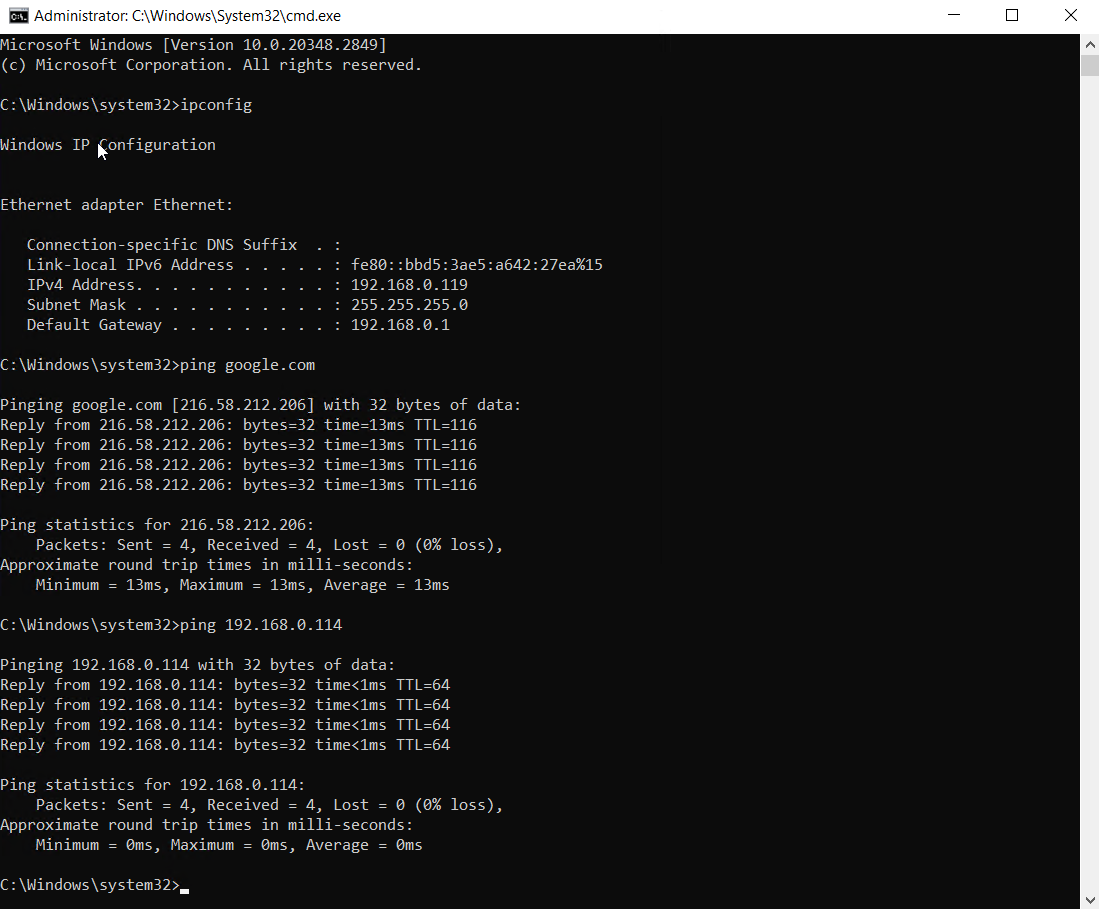 Administrator: C:\Windows\System32\cmd.exe
Microsoft Windows [Version 10.0.20348.2849]
(c) Microsoft Corporation. All rights reserved.
C:\Windows\system32>ipconfig
Windows IP Configuration
Ethernet adapter Ethernet:
   Connection-specific DNS Suffix  . :
   Link-local IPv6 Address . . . . . : fe80::bbd5:3ae5:a642:27ea%15
   IPv4 Address. . . . . . . . . . . : 192.168.0.119
   Subnet Mask . . . . . . . . . . . : 255.255.255.0
   Default Gateway . . . . . . . . . : 192.168.0.1
C:\Windows\system32>ping google.com
Pinging google.com [216.58.212.206] with 32 bytes of data:
Reply from 216.58.212.206: bytes=32 time=13ms TTL=116
Reply from 216.58.212.206: bytes=32 time=13ms TTL=116
Reply from 216.58.212.206: bytes=32 time=13ms TTL=116
Reply from 216.58.212.206: bytes=32 time=13ms TTL=116
Ping statistics for 216.58.212.206:
    Packets: Sent = 4, Received = 4, Lost = 0 (0% loss),
Approximate round trip times in milli-seconds:
    Minimum = 13ms, Maximum = 13ms, Average = 13ms
C:\Windows\system32>ping 192.168.0.114
Pinging 192.168.0.114 with 32 bytes of data:
Reply from 192.168.0.114: bytes=32 time<1ms TTL=64
Reply from 192.168.0.114: bytes=32 time<1ms TTL=64
Reply from 192.168.0.114: bytes=32 time<1ms TTL=64
Reply from 192.168.0.114: bytes=32 time<1ms TTL=64
Ping statistics for 192.168.0.114:
    Packets: Sent = 4, Received = 4, Lost = 0 (0% loss),
Approximate round trip times in milli-seconds:
    Minimum = 0ms, Maximum = 0ms, Average = 0ms
C:\Windows\system32>